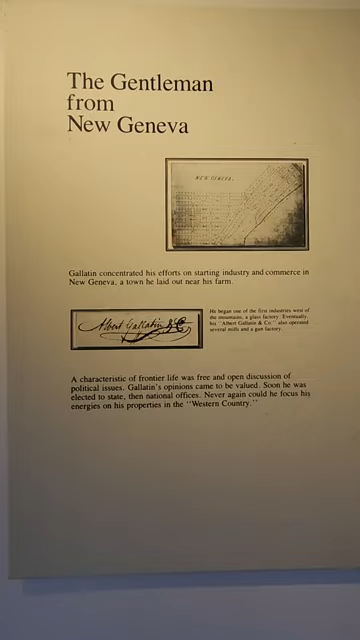 The Gentleman
from
New Geneva
NEW GENEVA.
Gallatin concentrated his efforts on starting industry and commerce in
New Geneva, a town he laid out near his farm.
Albert Gallatin & Co
He began one of the first industries west of
the mountains, a glass factory. Eventually,
his "Albert Gallatin & Co." also operated
several mills and a gun factory.
A characteristic of frontier life was free and open discussion of
political issues. Gallatin's opinions came to be valued. Soon he was
elected to state, then national offices. Never again could he focus his
energies on his properties in the "Western Country."